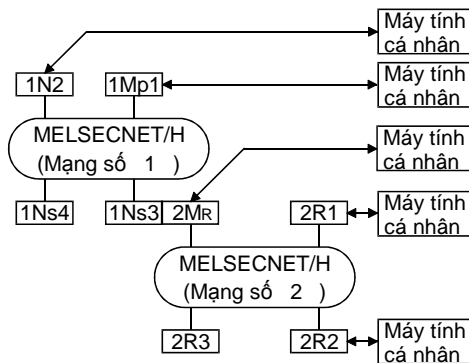 Máy tính
cá nhân
1N2
1Mp1
Máy tính
cá nhân
MELSECNET/H
(Mạng số 1 )
Máy tính
cá nhân
1Ns4
1Ns3
2MR
2R1
Máy tính
cá nhân
MELSECNET/H
(Mạng số 2 )
2R3
2R2
Máy tính
cá nhân